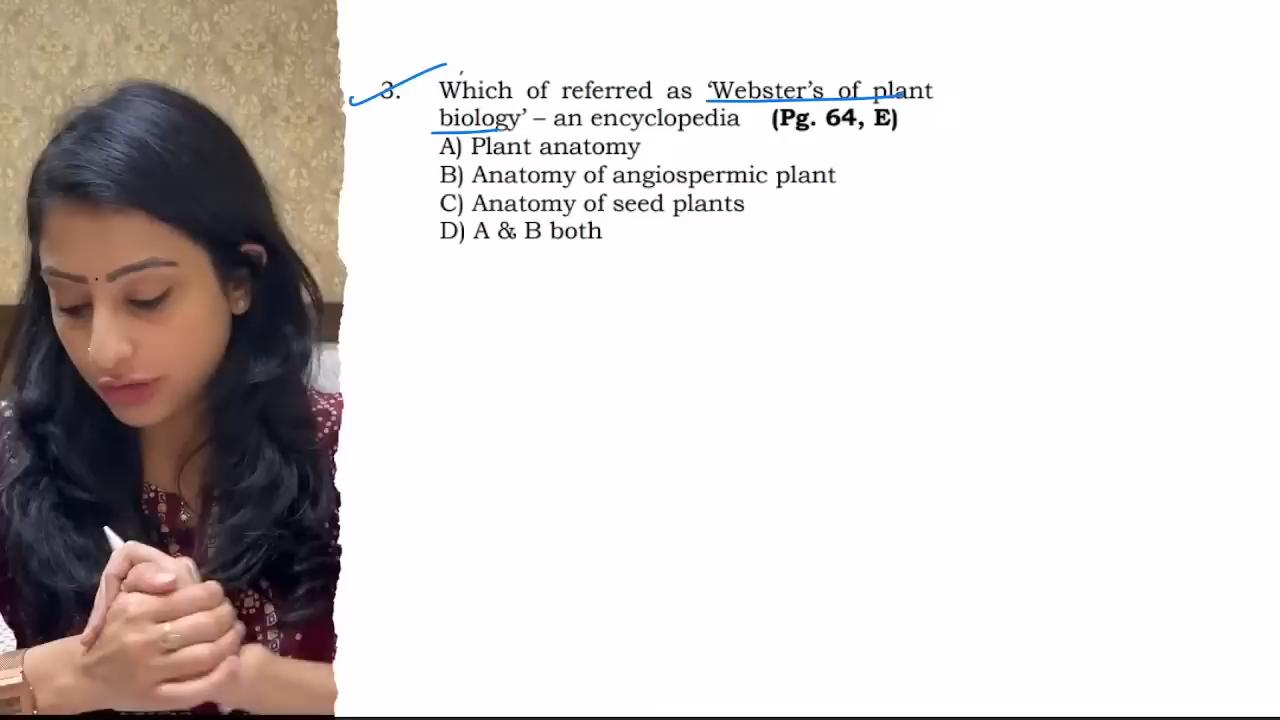 3. Which of referred as ‘Webster’s of plant
biology’ – an encyclopedia (Pg. 64, E)
A) Plant anatomy
B) Anatomy of angiospermic plant
C) Anatomy of seed plants
D) A & B both